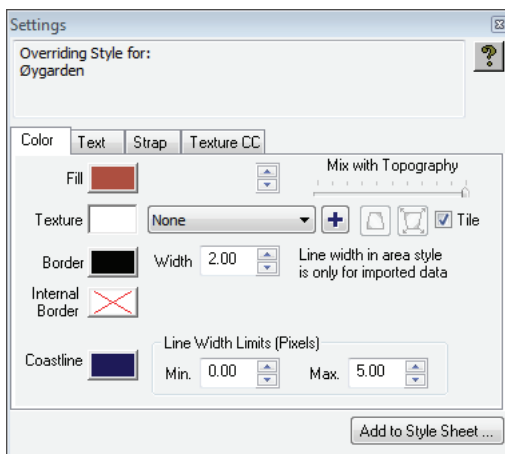 Settings
Overriding Style for:
Øygarden
?
Color Text Strap Texture CC
Fill
Mix with Topography
Texture None + Tile
Border Width 2.00 Line width in area style
is only for imported data
Internal
Border
Line Width Limits (Pixels)
Coastline Min. 0.00 Max. 5.00
Add to Style Sheet ...